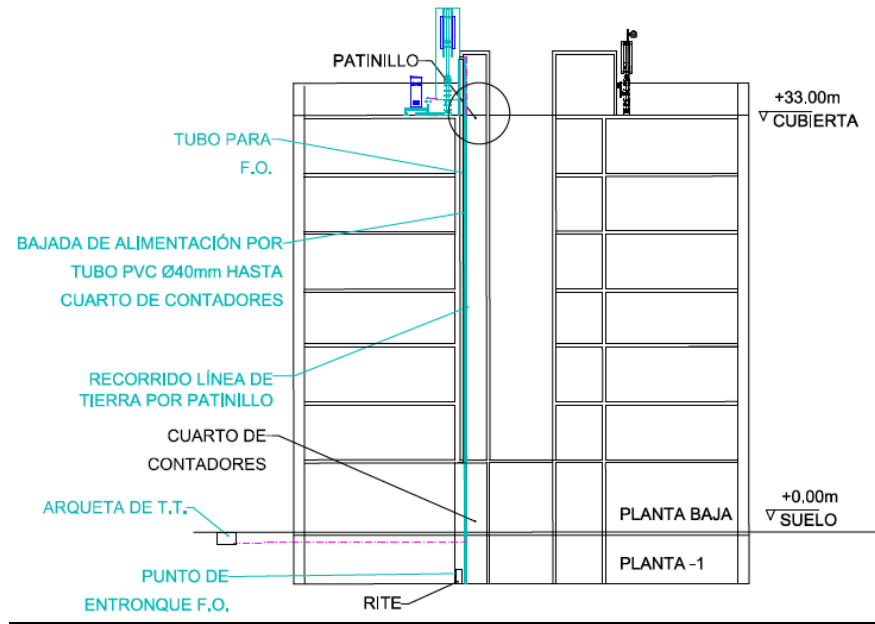 PATINILLO
+33.00m
CUBIERTA
TUBO PARA
F.O.
BAJADA DE ALIMENTACIÓN POR
TUBO PVC Ø40mm HASTA
CUARTO DE CONTADORES
RECORRIDO LÍNEA DE
TIERRA POR PATINILLO
CUARTO DE
CONTADORES
ARQUETA DE T.T.
+0,00m
SUELO
PLANTA BAJA
PLANTA -1
PUNTO DE
ENTRONQUE F.O.
RITE